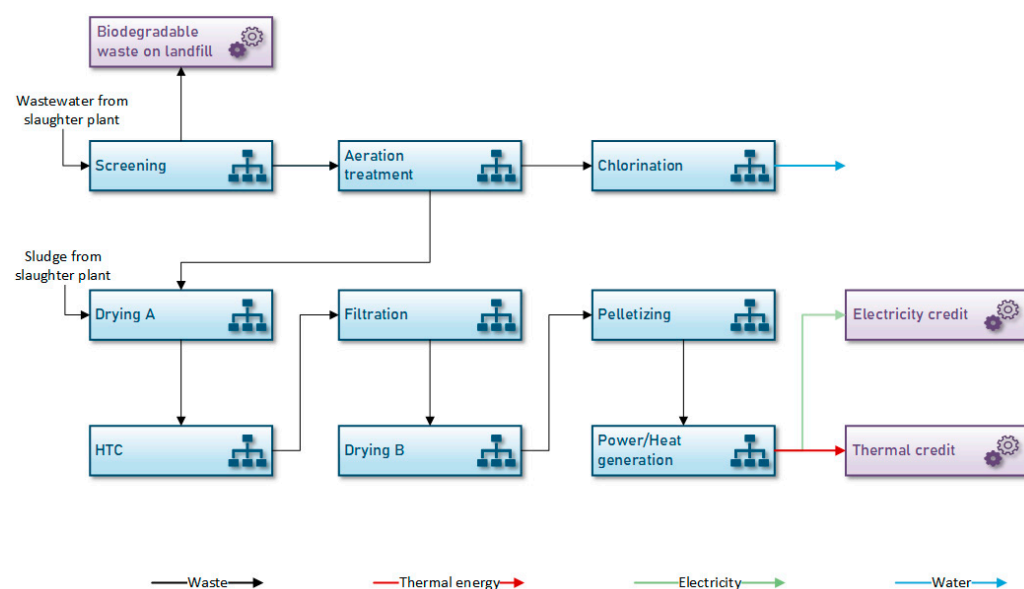 Biodegradable
waste on landfill
Wastewater from
slaughter plant
Screening
Aeration
treatment
Chlorination
Sludge from
slaughter plant
Drying A
Filtration
Pelletizing
Electricity credit
HTC
Drying B
Power/Heat
generation
Thermal credit
Waste
Thermal energy
Electricity
Water